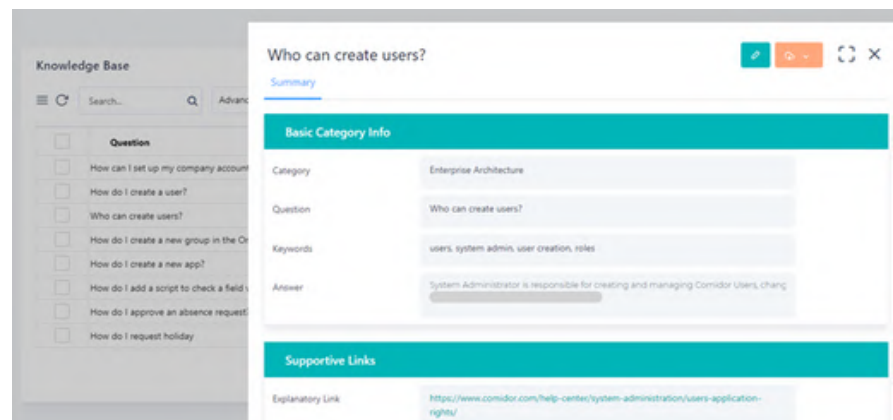 Knowledge Base
Search...
Advanc
Question
How can I set up my company account
How do I create a user?
Who can create users?
How do I create a new group in the Or
How do I create a new app?
How do I add a script to check a field v
How do I approve an absence request?
How do I request holiday
Who can create users?
Summary
Basic Category Info
Category
Enterprise Architecture
Question
Who can create users?
Keywords
users, system admin, user creation, roles
Answer
System Administrator is responsible for creating and managing Comidor Users, chang
Supportive Links
Explanatory Link
https://www.comidor.com/help-center/system-administration/users-application-
rights/